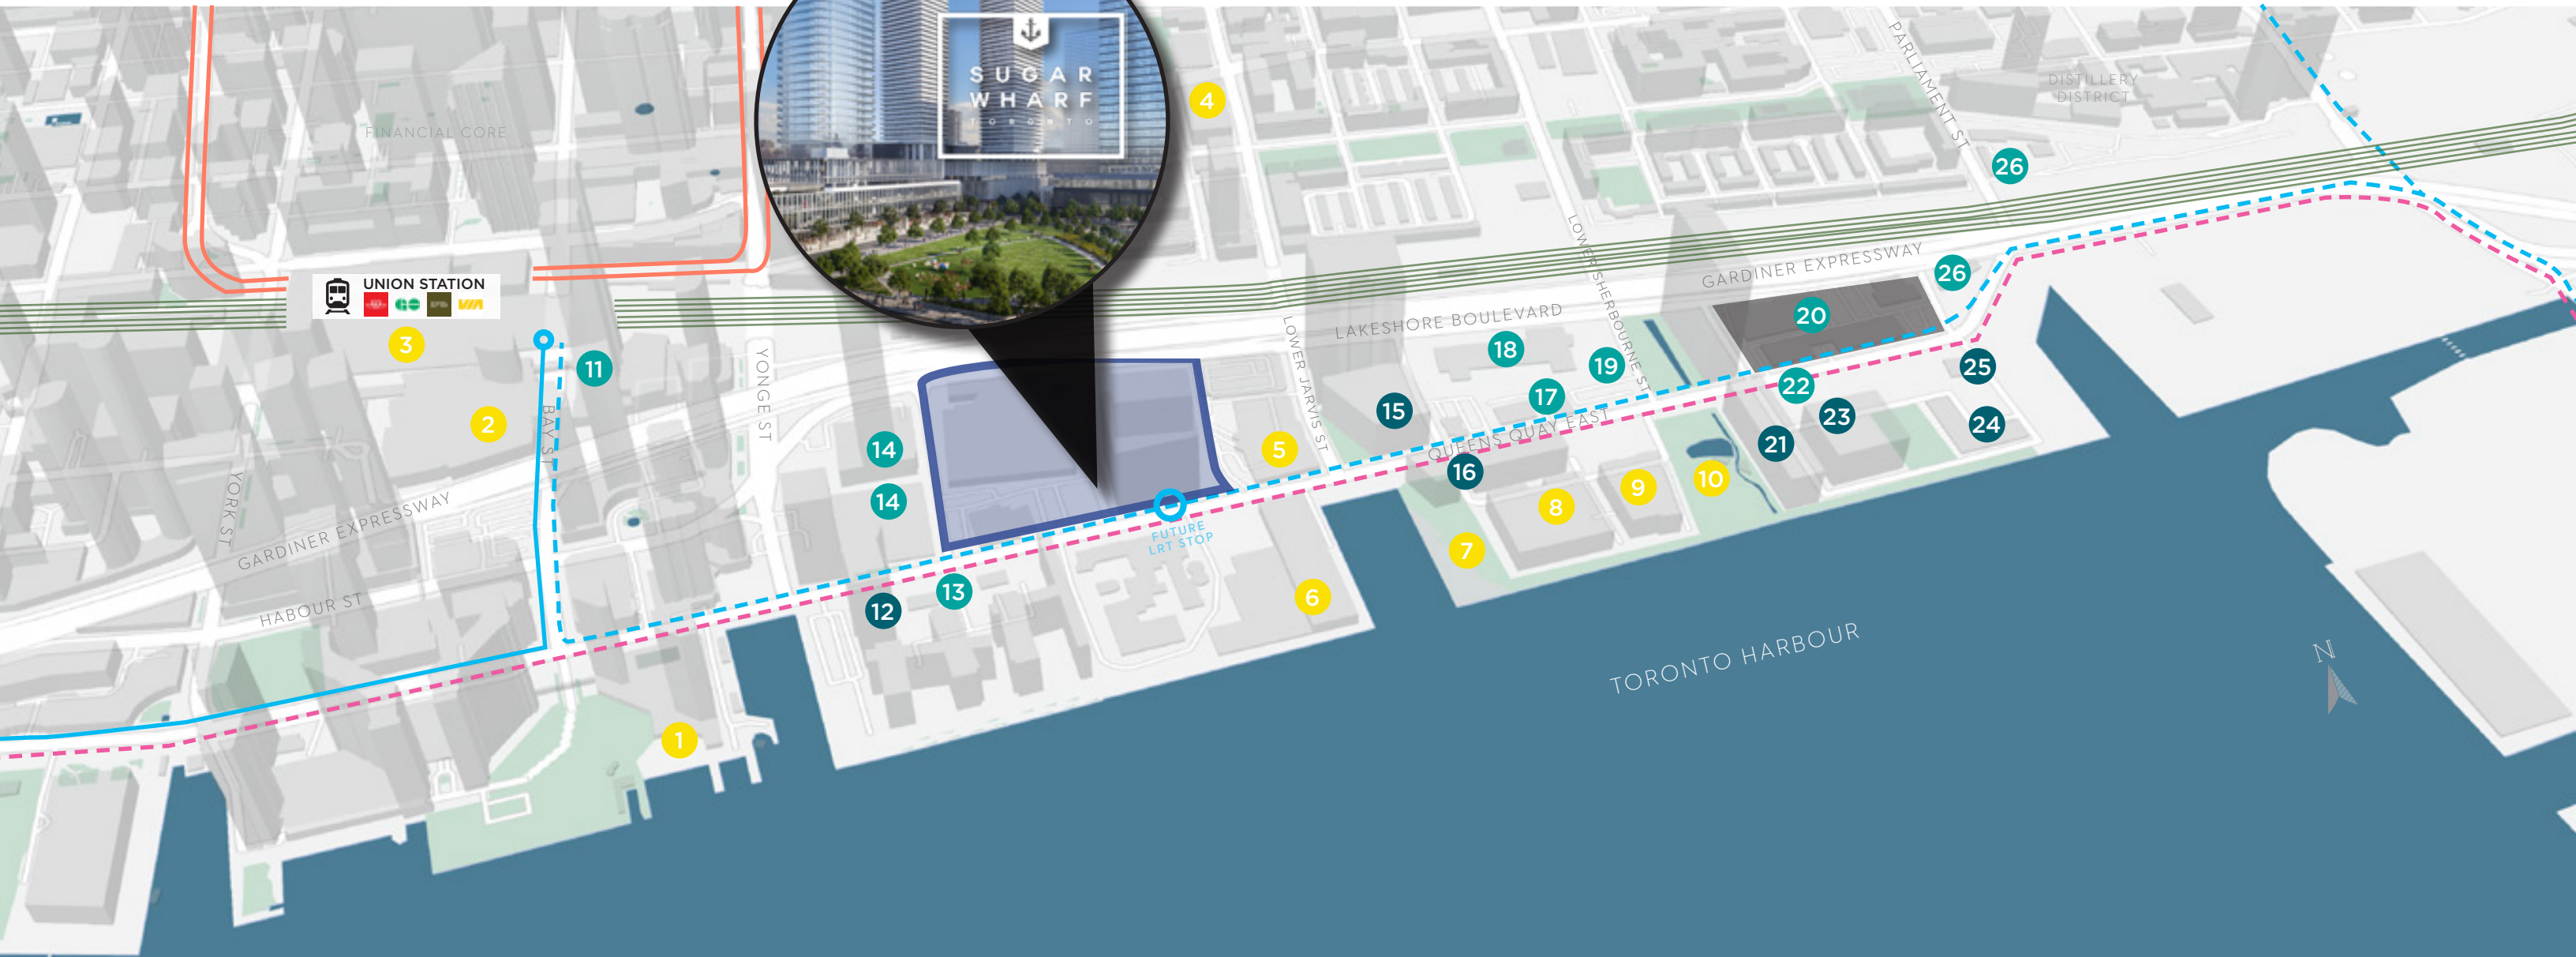 SUGAR
WHARF
TORONTO
4
PARLIAMENT ST
DISTILLERY
DISTRICT
FINANCIAL CORE
26
UNION STATION
GO
VIA
3
11
2
BAY ST
YORK ST
GARDINER EXPRESSWAY
HABOUR ST
YONGE ST
14
14
12
13
1
FUTURE
LRT STOP
5
6
LOWER JARVIS ST
LAKESHORE BOULEVARD
LOWER SHERBOURNE ST
GARDINER EXPRESSWAY
26
20
18
19
17
15
QUEENS QUAY EAST
16
22
25
23
24
21
10
9
8
7
TORONTO HARBOUR
N